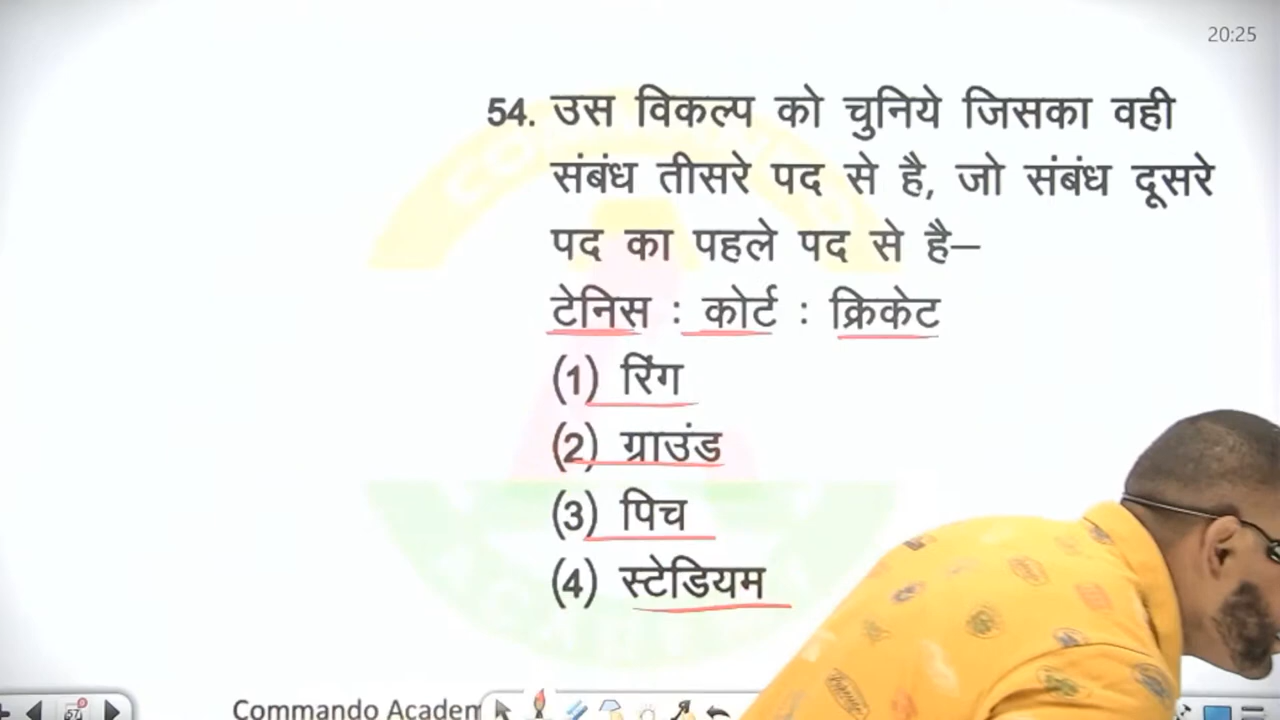 20:25
54. उस विकल्प को चुनिये जिसका वही
संबंध तीसरे पद से है, जो संबंध दूसरे
पद का पहले पद से है–
टेनिस : कोर्ट : क्रिकेट
(1) रिंग
(2) ग्राउंड
(3) पिच
(4) स्टेडियम
Commando Academ